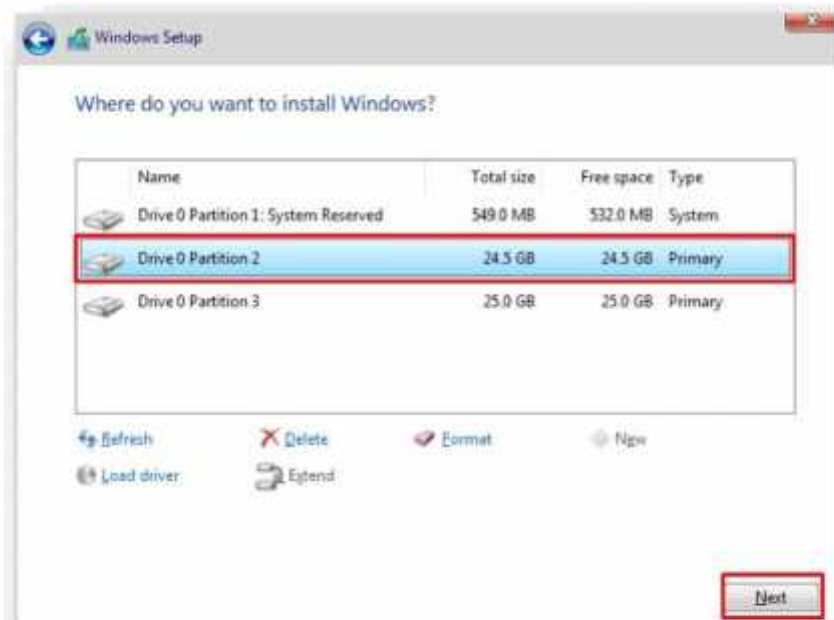 Windows Setup
Where do you want to install Windows?
Name Total size Free space Type
Drive 0 Partition 1: System Reserved 549.0 MB 532.0 MB System
Drive 0 Partition 2 24.5 GB 24.5 GB Primary
Drive 0 Partition 3 25.0 GB 25.0 GB Primary
Refresh Delete Format New
Load driver Extend
Next